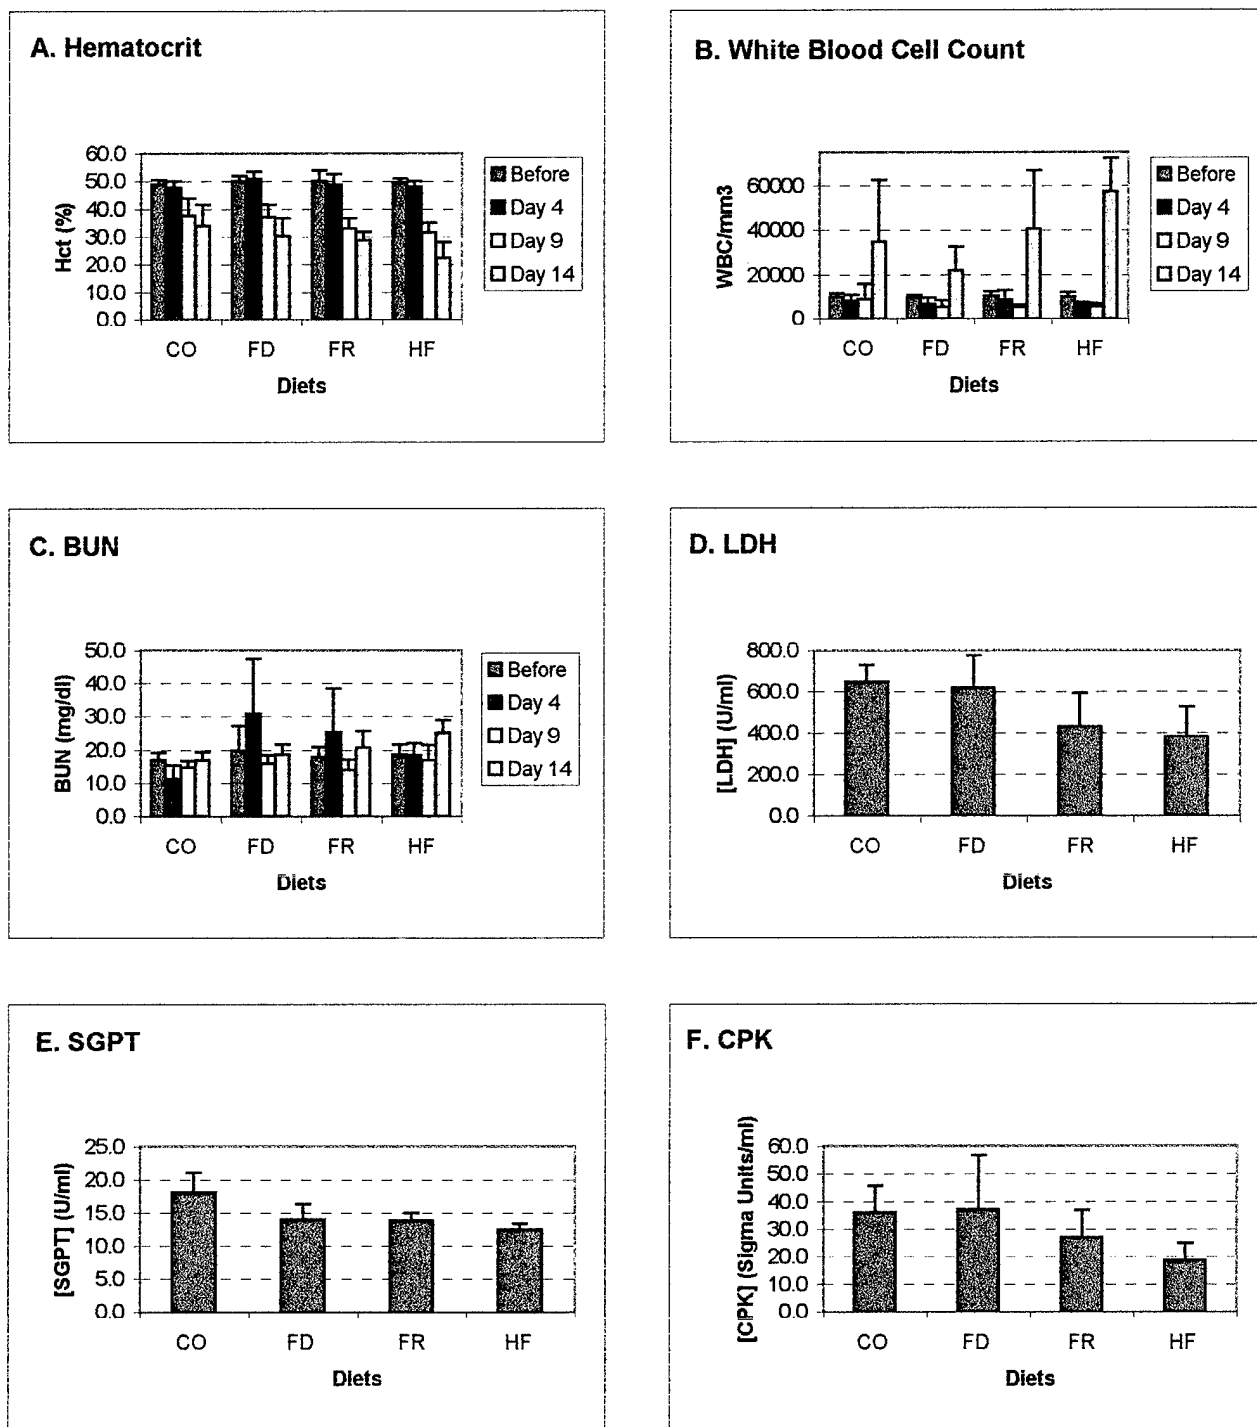 A. Hematocrit
60.0
50.0
40.0
30.0
20.0
10.0
0.0
Hct (%)
CO FD FR HF
Diets
Before
Day 4
Day 9
Day 14
B. White Blood Cell Count
60000
40000
20000
0
WBC/mm3
CO FD FR HF
Diets
Before
Day 4
Day 9
Day 14
C. BUN
50.0
40.0
30.0
20.0
10.0
0.0
BUN (mg/dl)
CO FD FR HF
Diets
Before
Day 4
Day 9
Day 14
D. LDH
800.0
600.0
400.0
200.0
0.0
[LDH] (U/ml)
CO FD FR HF
Diets
E. SGPT
25.0
20.0
15.0
10.0
5.0
0.0
[SGPT] (U/ml)
CO FD FR HF
Diets
F. CPK
60.0
50.0
40.0
30.0
20.0
10.0
0.0
[CPK] (Sigma Units/ml)
CO FD FR HF
Diets